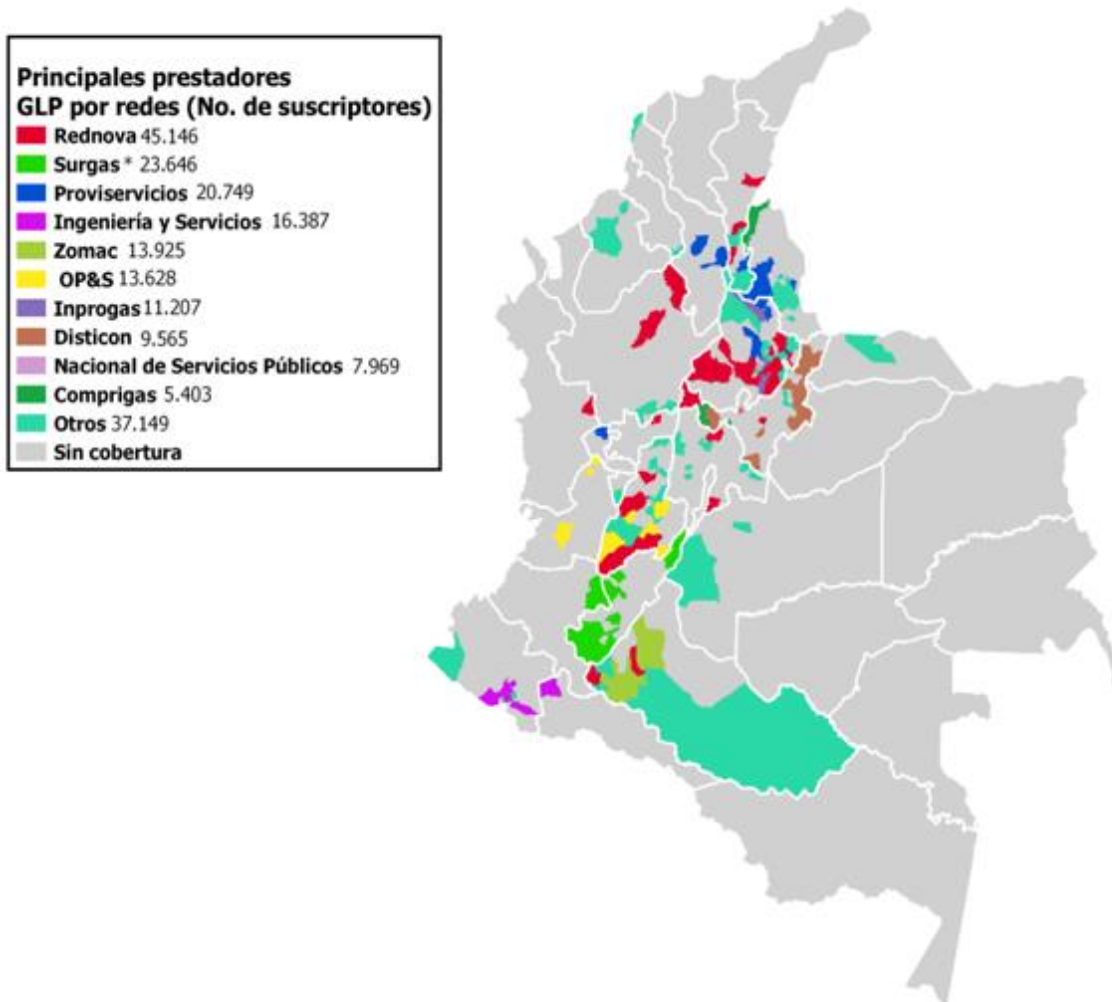 Principales prestadores
GLP por redes (No. de suscriptores)
Rednova 45.146
Surgas * 23.646
Proviservicios 20.749
Ingeniería y Servicios 16.387
Zomac 13.925
OP&S 13.628
Inprogas 11.207
Disticon 9.565
Nacional de Servicios Públicos 7.969
Comprigas 5.403
Otros 37.149
Sin cobertura